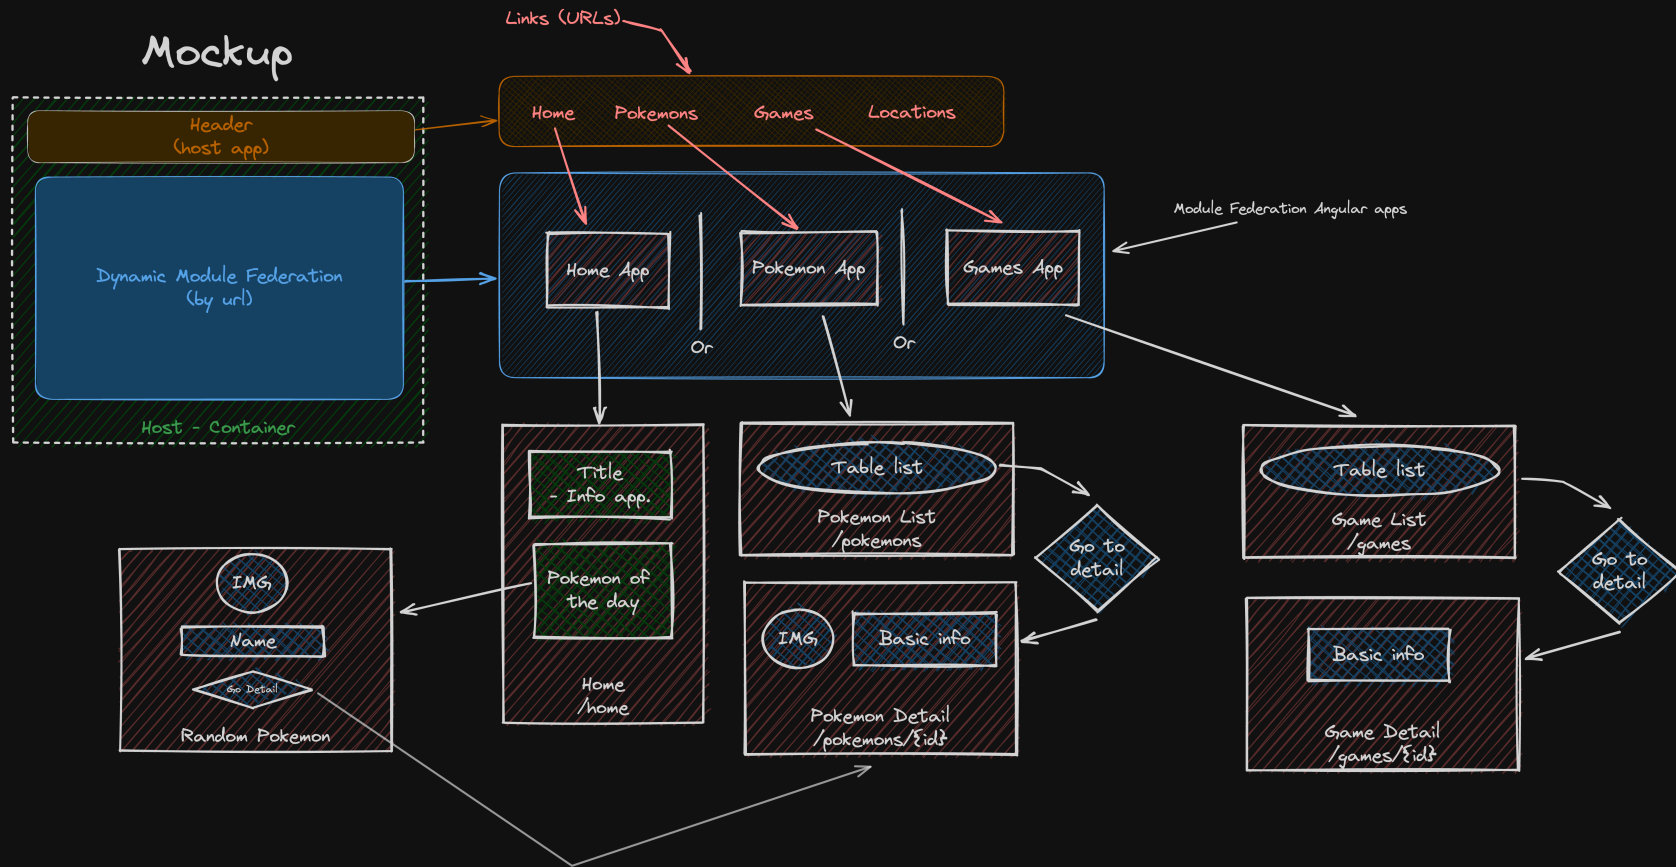 Links (URLs)
Mockup
Header
(host app)
Home
Pokemons
Games
Locations
Dynamic Module Federation
(by url)
Host - Container
Module Federation Angular apps
Home App
Or
Pokemon App
Or
Games App
Title
- Info app.
Pokemon of
the day
Home
/home
Table list
Pokemon List
/pokemons
Go to
detail
IMG
Basic info
Pokemon Detail
/pokemons/{id}
Table list
Game List
/games
Go to
detail
Basic info
Game Detail
/games/{id}
IMG
Name
Go Detail
Random Pokemon